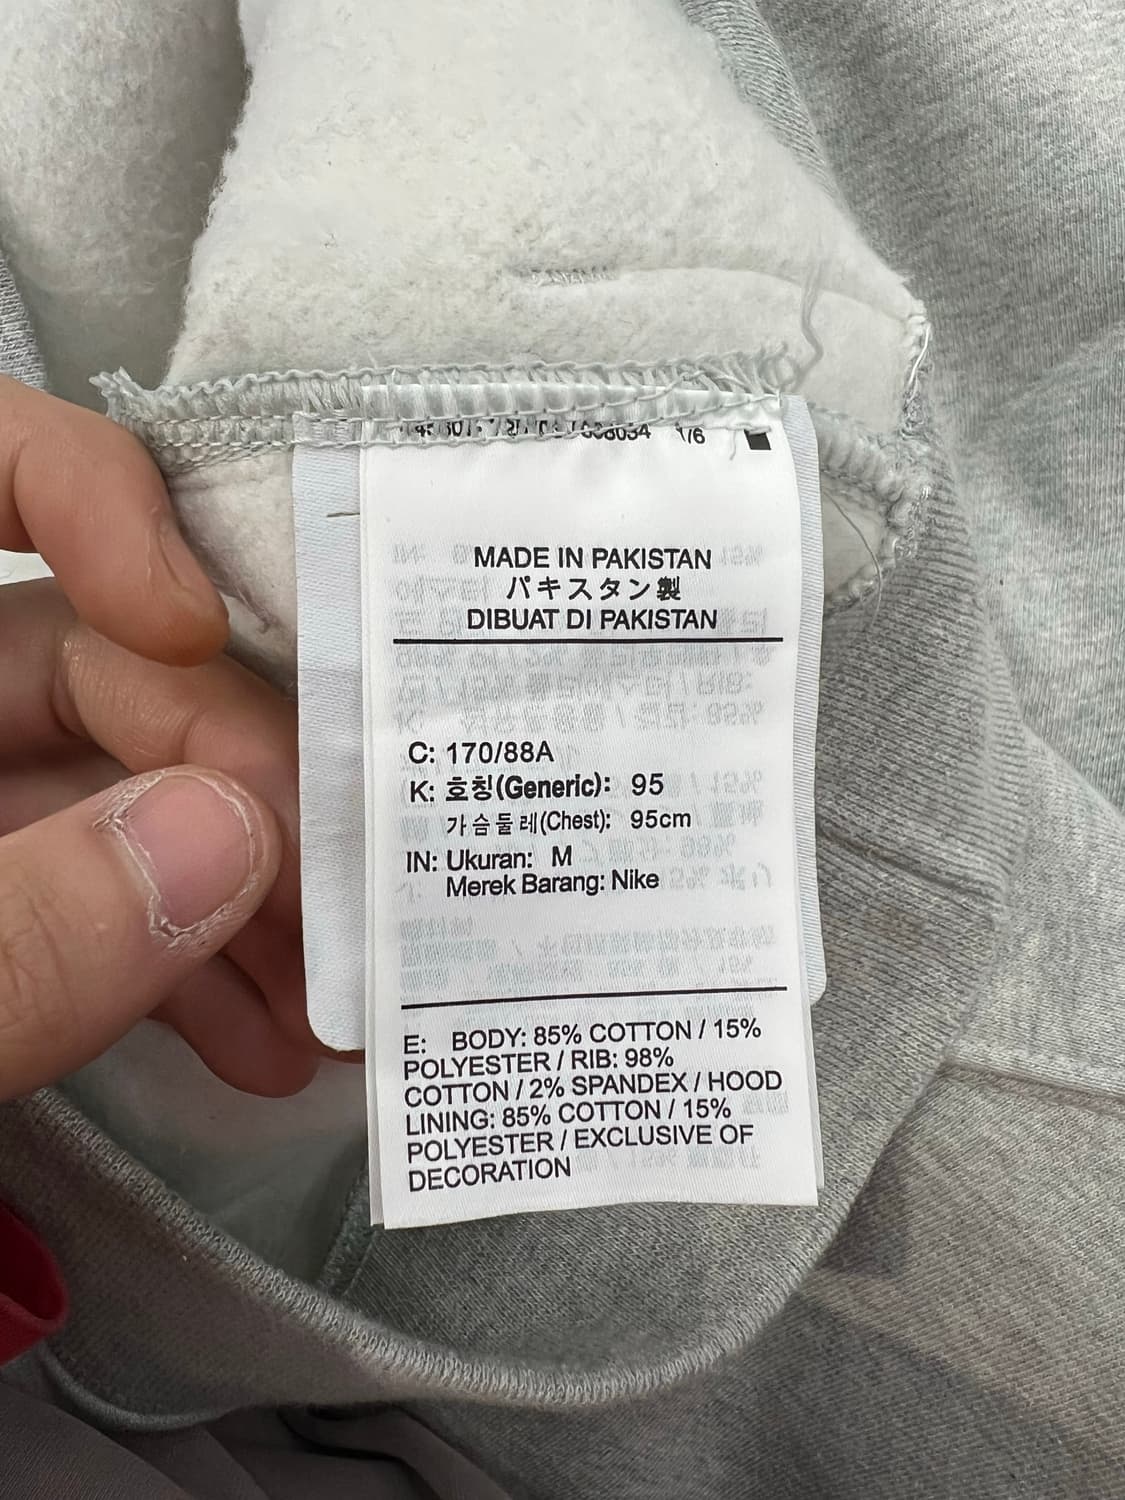 1/6
MADE IN PAKISTAN
パキスタン製
DIBUAT DI PAKISTAN
C: 170/88A
K: 호칭(Generic): 95
가슴둘레(Chest): 95cm
IN: Ukuran: M
Merek Barang: Nike
E: BODY: 85% COTTON / 15%
POLYESTER / RIB: 98%
COTTON / 2% SPANDEX / HOOD
LINING: 85% COTTON / 15%
POLYESTER / EXCLUSIVE OF
DECORATION